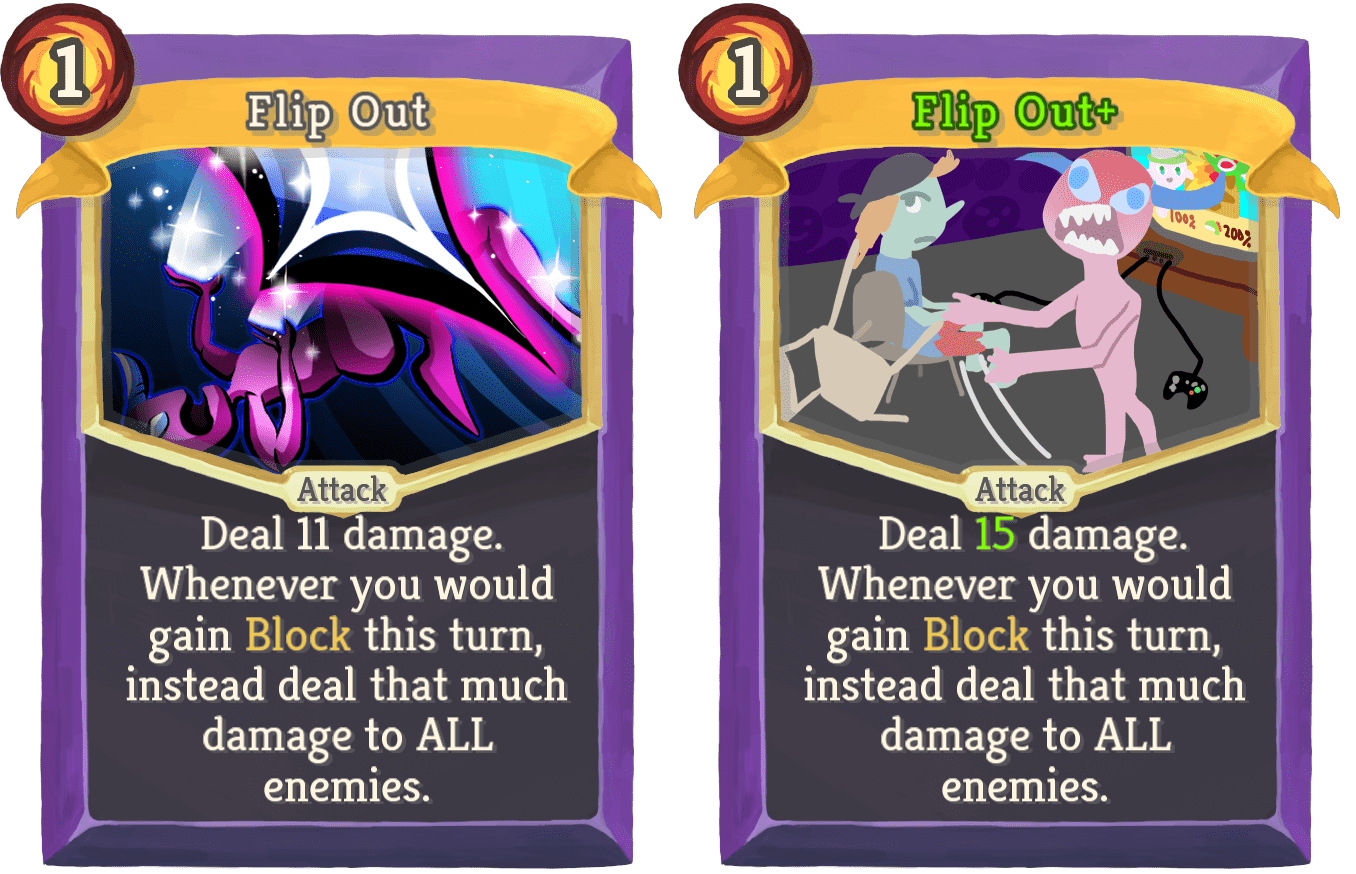 1
Flip Out
Attack
Deal 11 damage.
Whenever you would
gain Block this turn,
instead deal that much
damage to ALL
enemies.
1
Flip Out+
100%
200%
Attack
Deal 15 damage.
Whenever you would
gain Block this turn,
instead deal that much
damage to ALL
enemies.